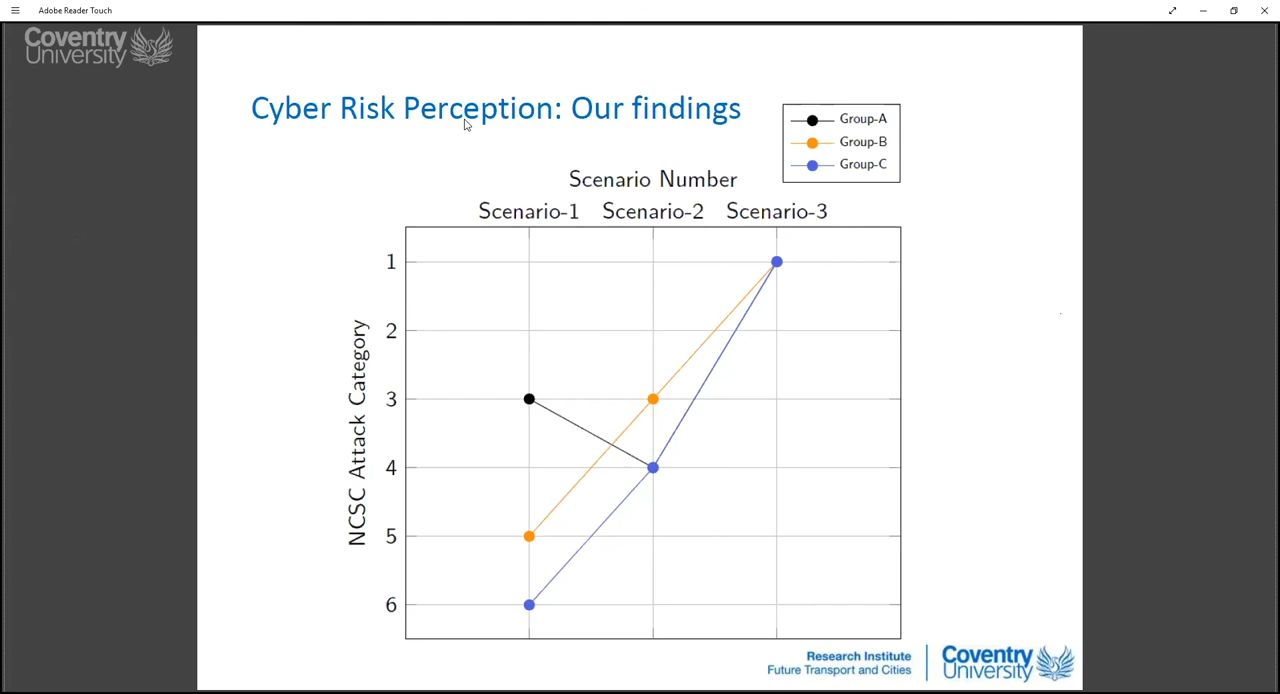 Adobe Reader Touch
Coventry
University
Cyber Risk Perception: Our findings
Group-A
Group-B
Group-C
Scenario Number
Scenario-1 Scenario-2 Scenario-3
NCSC Attack Category
1
2
3
4
5
6
Research Institute
Future Transport and Cities
Coventry
University